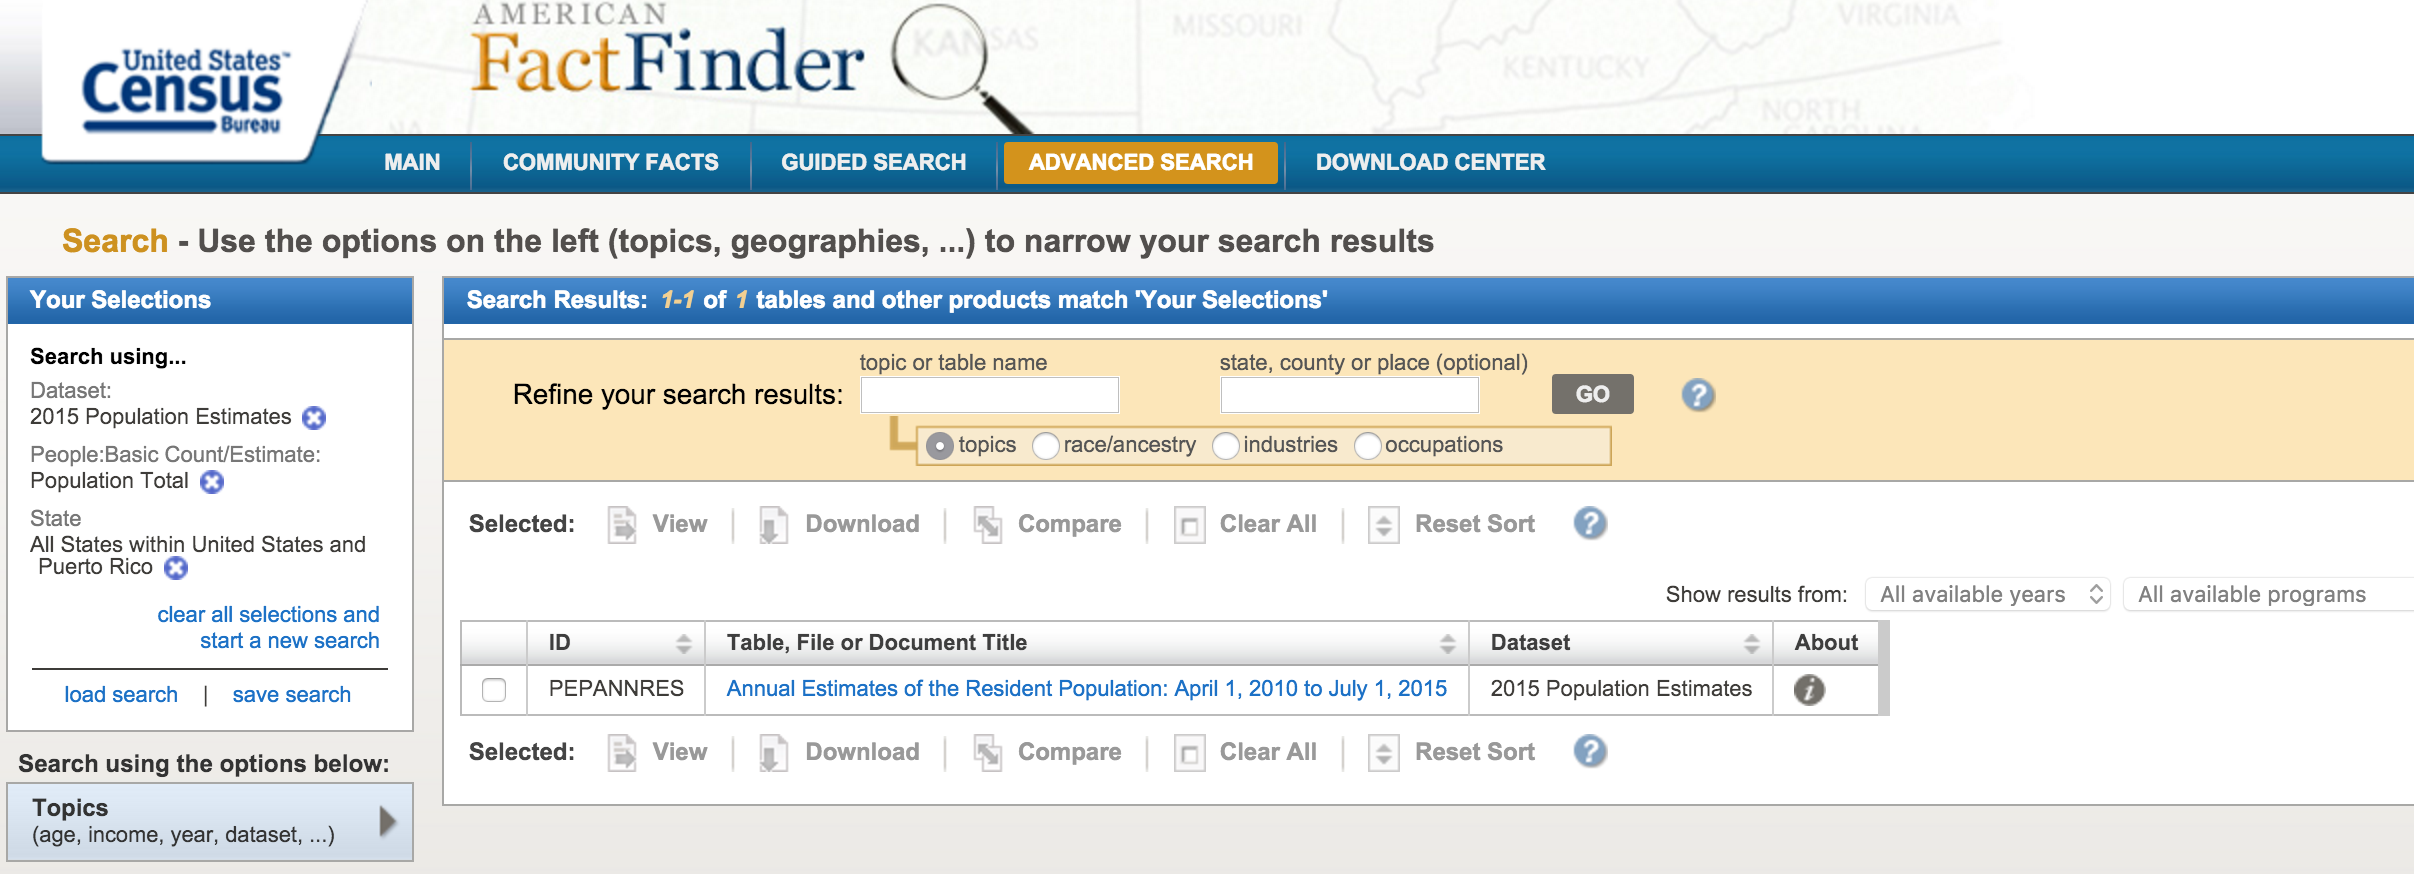 United States™
Census
Bureau
AMERICAN
FactFinder
KANSAS
MISSOURI
KENTUCKY
VIRGINIA
NORTH
CAROLINA
MAIN
COMMUNITY FACTS
GUIDED SEARCH
ADVANCED SEARCH
DOWNLOAD CENTER
Search - Use the options on the left (topics, geographies, ...) to narrow your search results
Your Selections
Search using...
Dataset:
2015 Population Estimates
People:Basic Count/Estimate:
Population Total
State
All States within United States and
Puerto Rico
clear all selections and
start a new search
load search | save search
Search using the options below:
Topics
(age, income, year, dataset, ...)
Search Results: 1-1 of 1 tables and other products match 'Your Selections'
topic or table name
state, county or place (optional)
Refine your search results:
GO
?
topics race/ancestry industries occupations
Selected: View | Download | Compare | Clear All | Reset Sort ?
Show results from: All available years All available programs
ID Table, File or Document Title Dataset About
PEPANNRES Annual Estimates of the Resident Population: April 1, 2010 to July 1, 2015 2015 Population Estimates i
Selected: View | Download | Compare | Clear All | Reset Sort ?